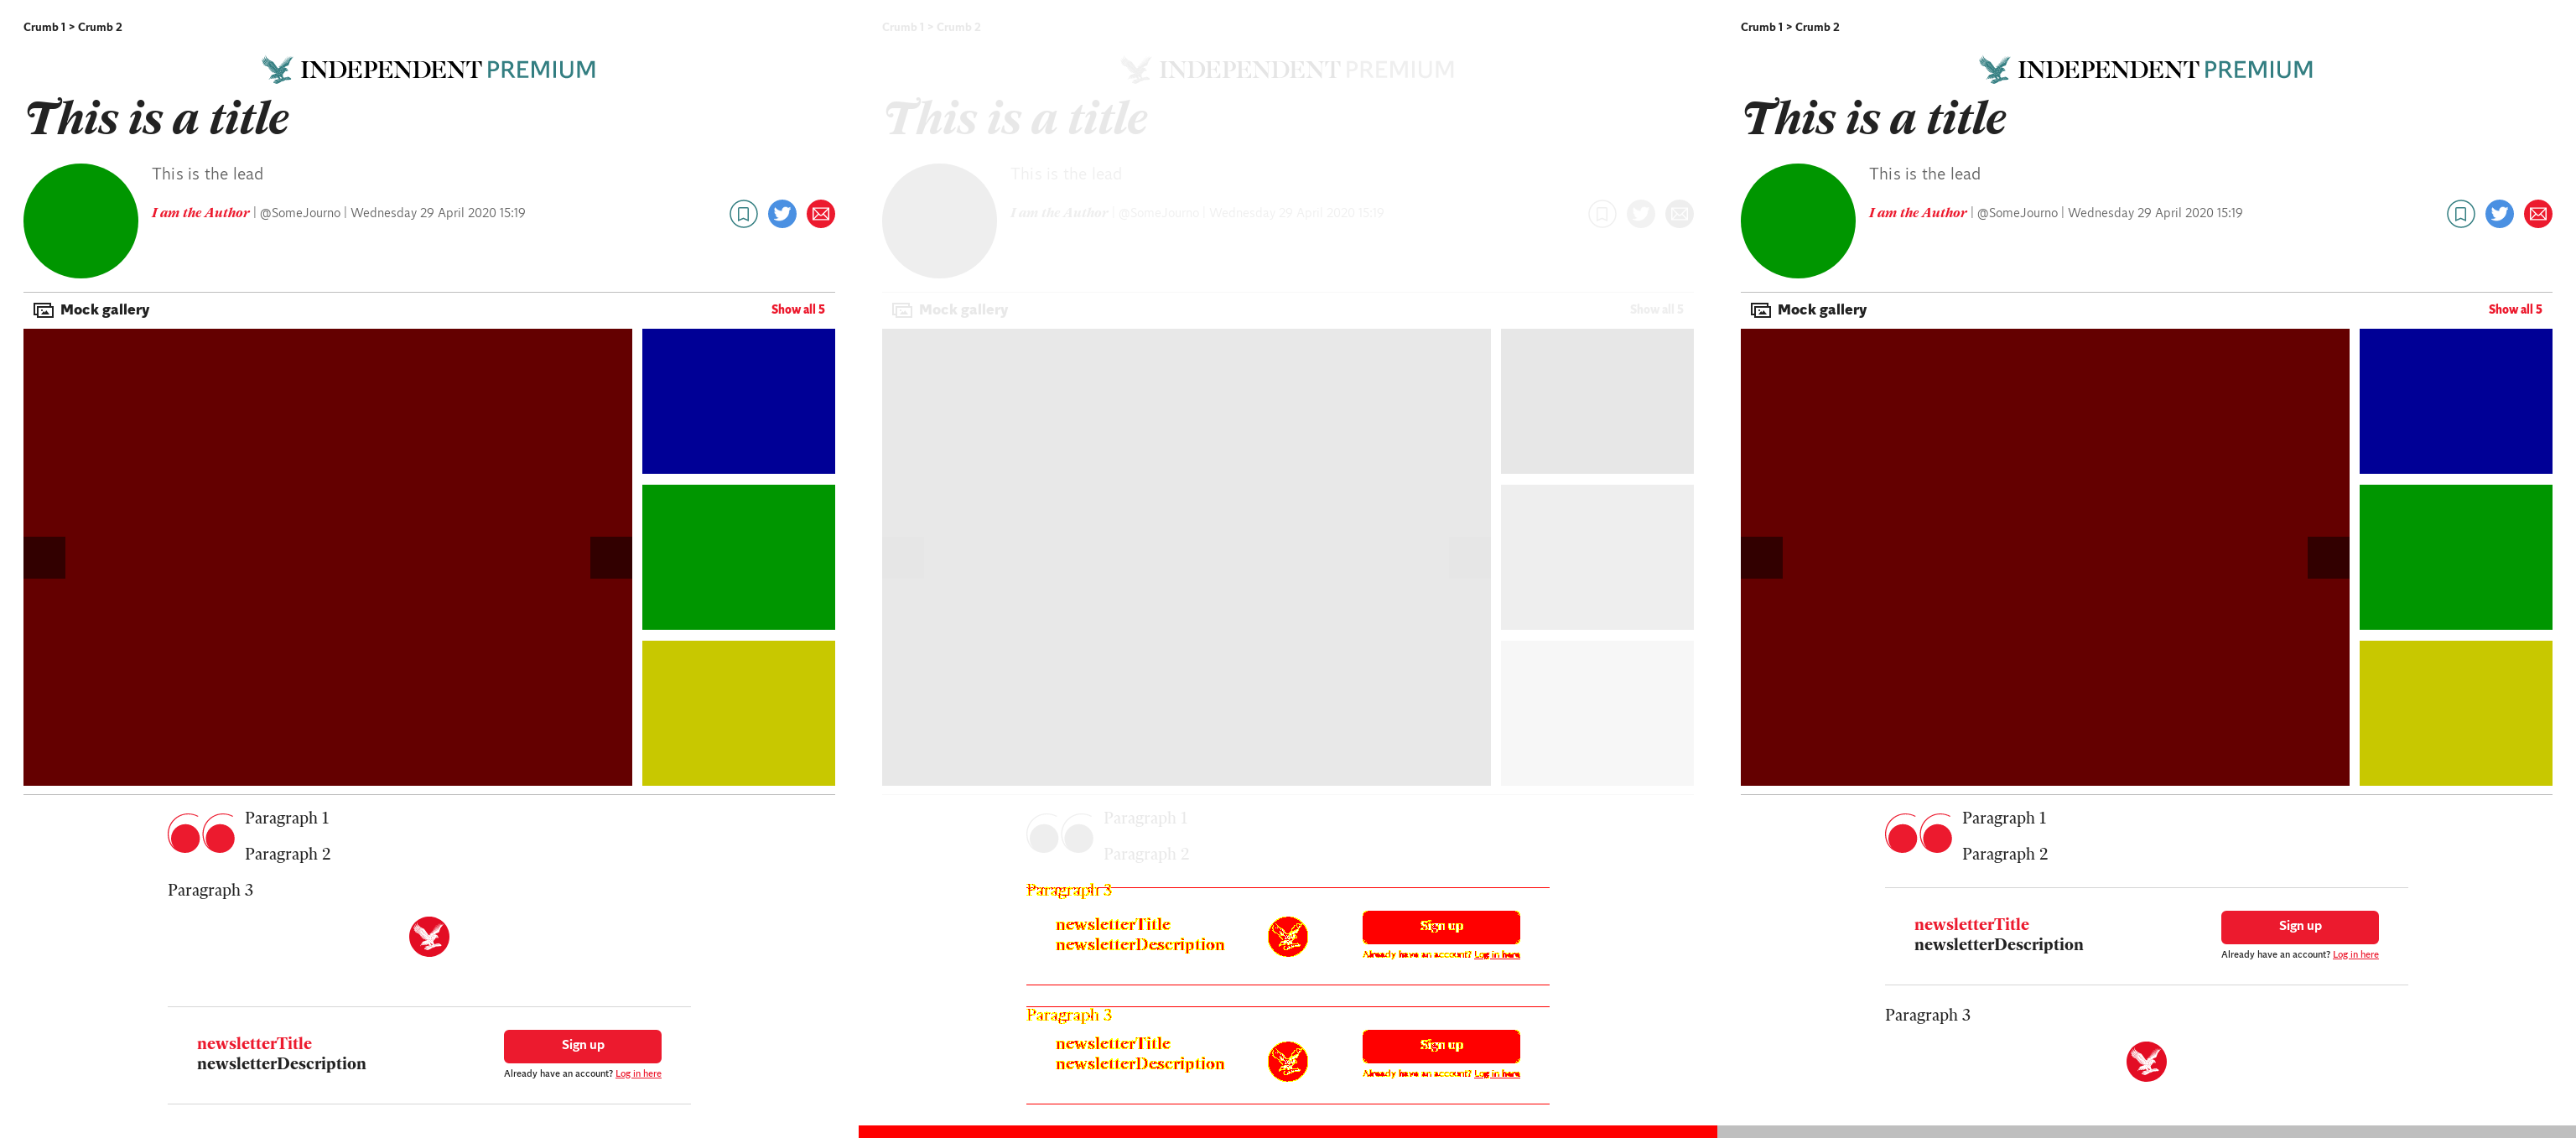 Crumb 1 > Crumb 2
INDEPENDENT PREMIUM
This is a title
This is the lead
I am the Author | @SomeJourno | Wednesday 29 April 2020 15:19
Mock gallery
Show all 5
Paragraph 1
Paragraph 2
Paragraph 3
newsletterTitle
newsletterDescription
Sign up
Already have an account? Log in here
Crumb 1 > Crumb 2
INDEPENDENT PREMIUM
This is a title
This is the lead
I am the Author | @SomeJourno | Wednesday 29 April 2020 15:19
Mock gallery
Show all 5
Paragraph 1
Paragraph 2
Paragraph 3
newsletterTitle
newsletterDescription
Sign up
Already have an account? Log in here
Paragraph 3
newsletterTitle
newsletterDescription
Sign up
Already have an account? Log in here
Crumb 1 > Crumb 2
INDEPENDENT PREMIUM
This is a title
This is the lead
I am the Author | @SomeJourno | Wednesday 29 April 2020 15:19
Mock gallery
Show all 5
Paragraph 1
Paragraph 2
newsletterTitle
newsletterDescription
Sign up
Already have an account? Log in here
Paragraph 3